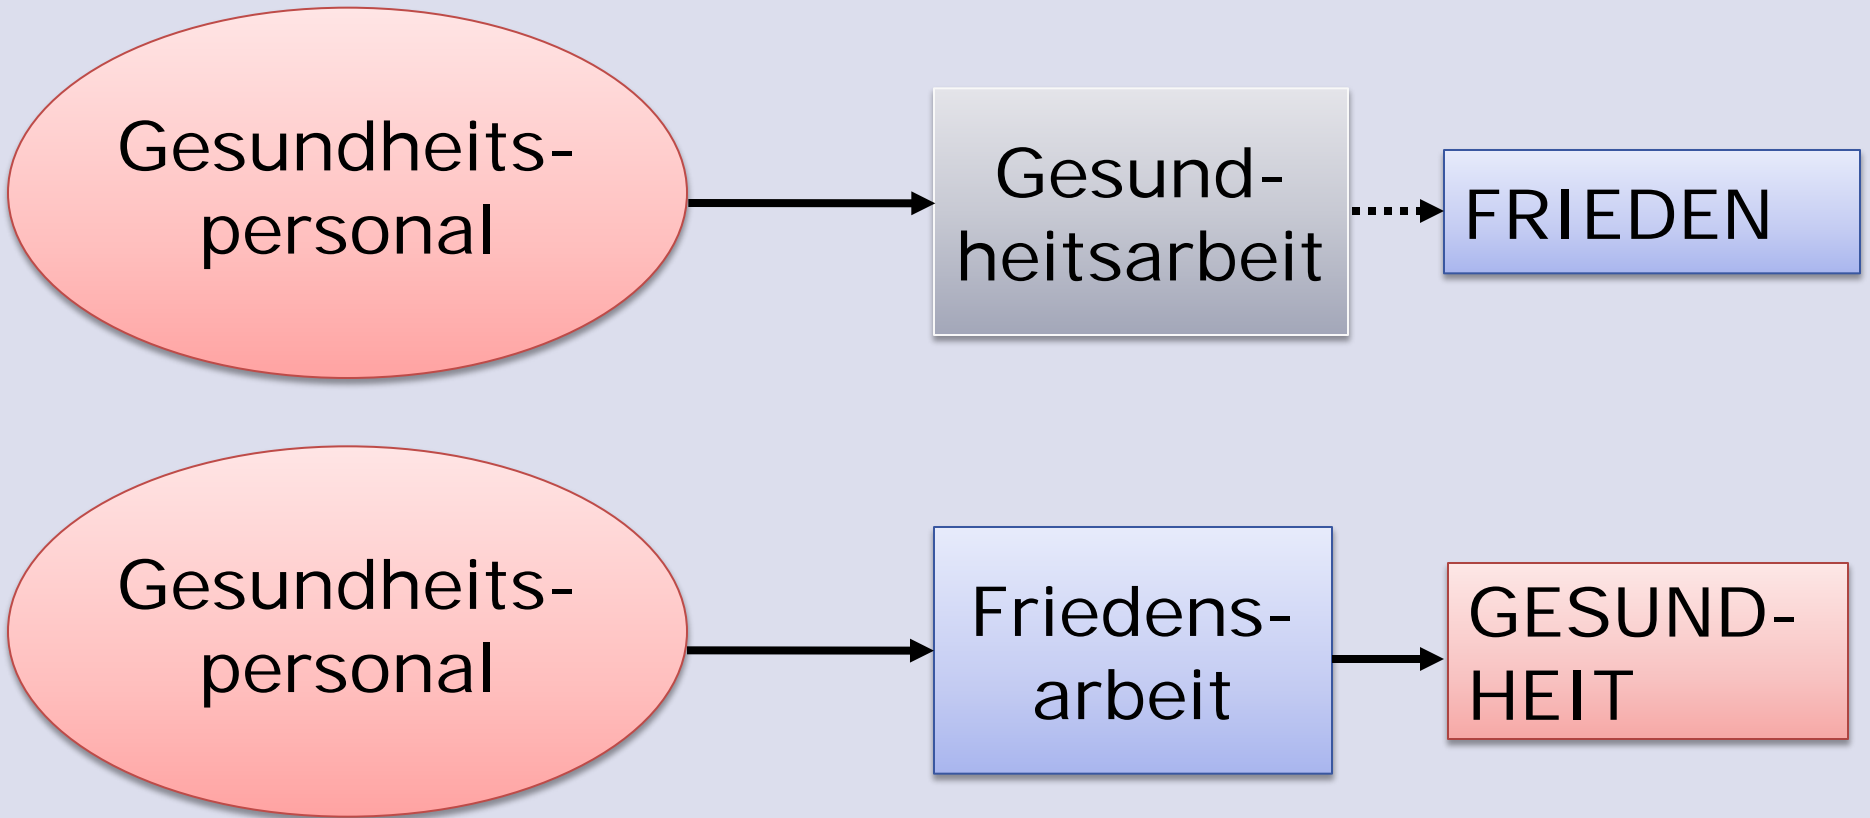 Gesundheits-
personal
Gesund-
heitsarbeit
FRIEDEN
Gesundheits-
personal
Friedens-
arbeit
GESUND-
HEIT